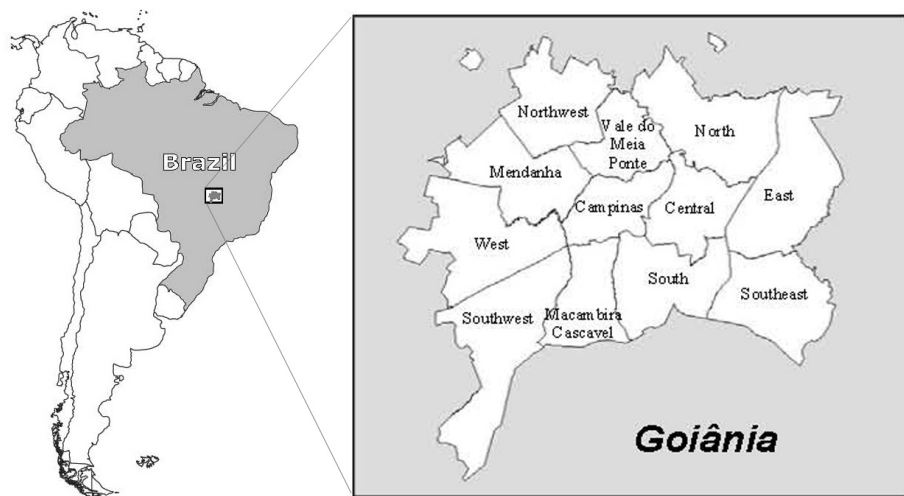 Brazil
Northwest
Vale do
Meia
Ponte
North
Mendanha
Campinas
Central
East
West
South
Southeast
Southwest
Macambira
Cascavel
Goiânia